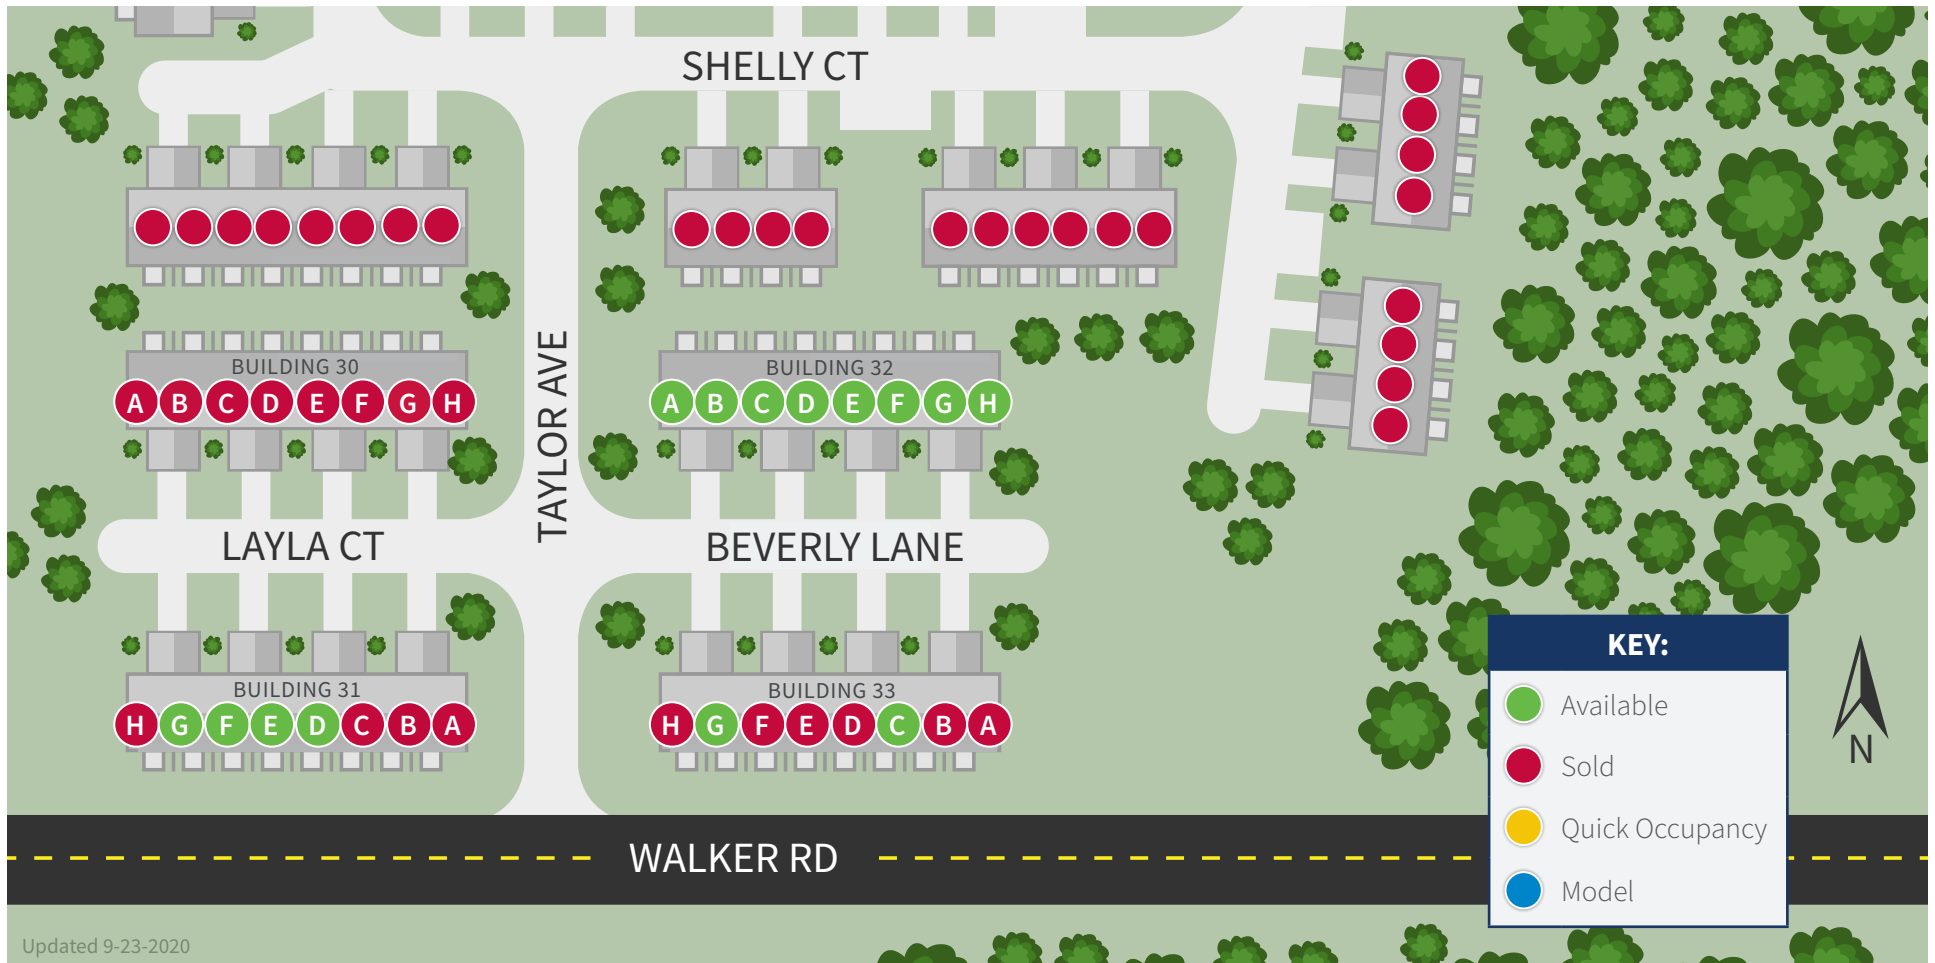 SHELLY CT
TAYLOR AVE
BUILDING 30
A B C D E F G H
BUILDING 32
A B C D E F G H
LAYLA CT
BEVERLY LANE
BUILDING 31
H G F E D C B A
BUILDING 33
H G F E D C B A
KEY:
Available
Sold
Quick Occupancy
Model
N
WALKER RD
Updated 9-23-2020